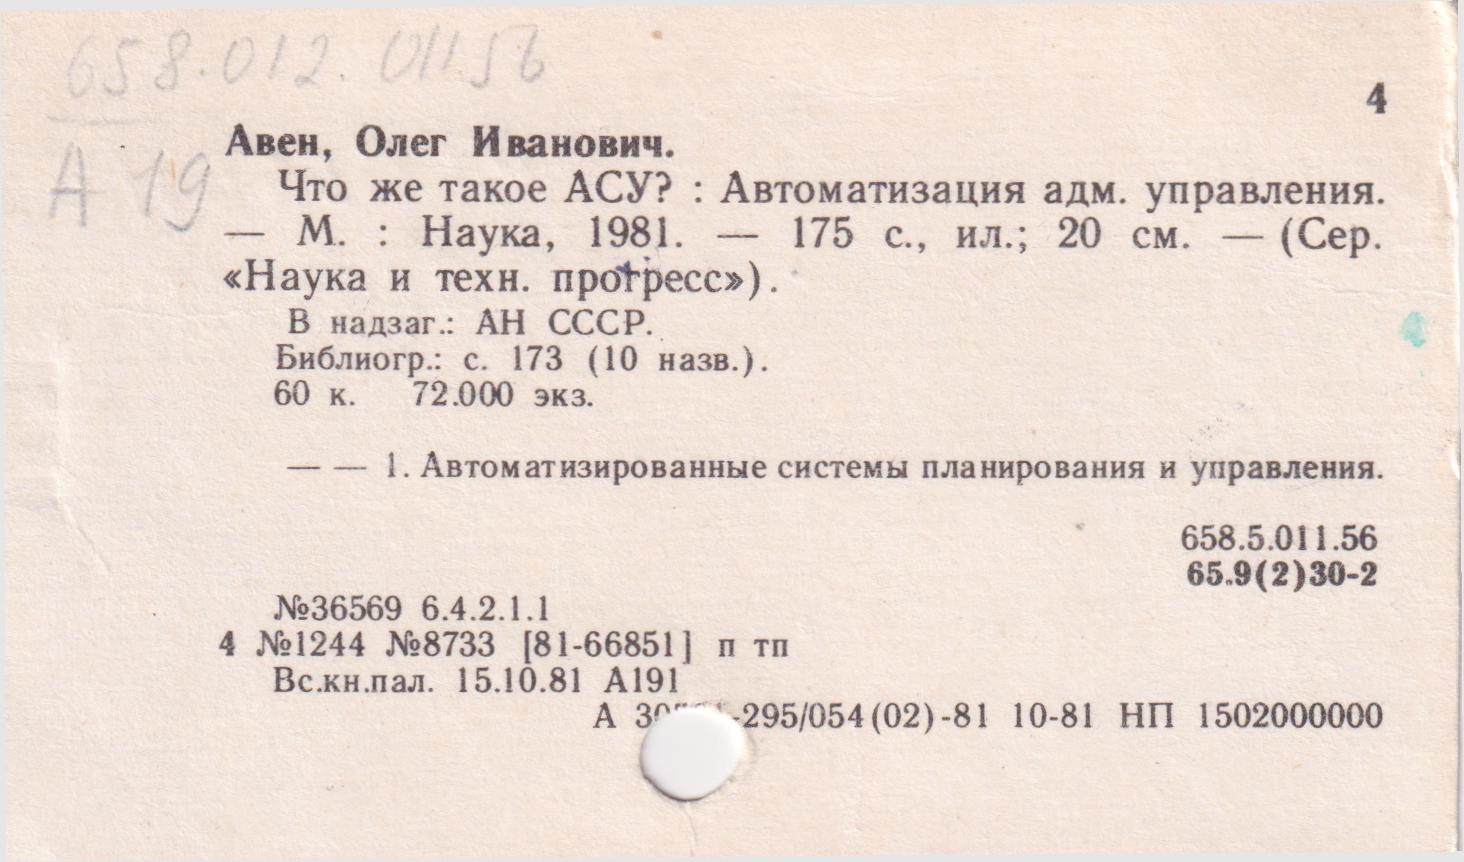 658.012.01156
4
А 19
Авен, Олег Иванович.
Что же такое АСУ? : Автоматизация адм. управления.
— М. : Наука, 1981. — 175 с., ил.; 20 см. — (Сер.
«Наука и техн. прогресс»).
В надзаг.: АН СССР.
Библиогр.: с. 173 (10 назв.).
60 к. 72.000 экз.
— — 1. Автоматизированные системы планирования и управления.
658.5.011.56
65.9(2)30-2
№36569 6.4.2.1.1
4 №1244 №8733 [81-66851] п тп
Вс.кн.пал. 15.10.81 А191
А -295/054(02)-81 10-81 НП 1502000000